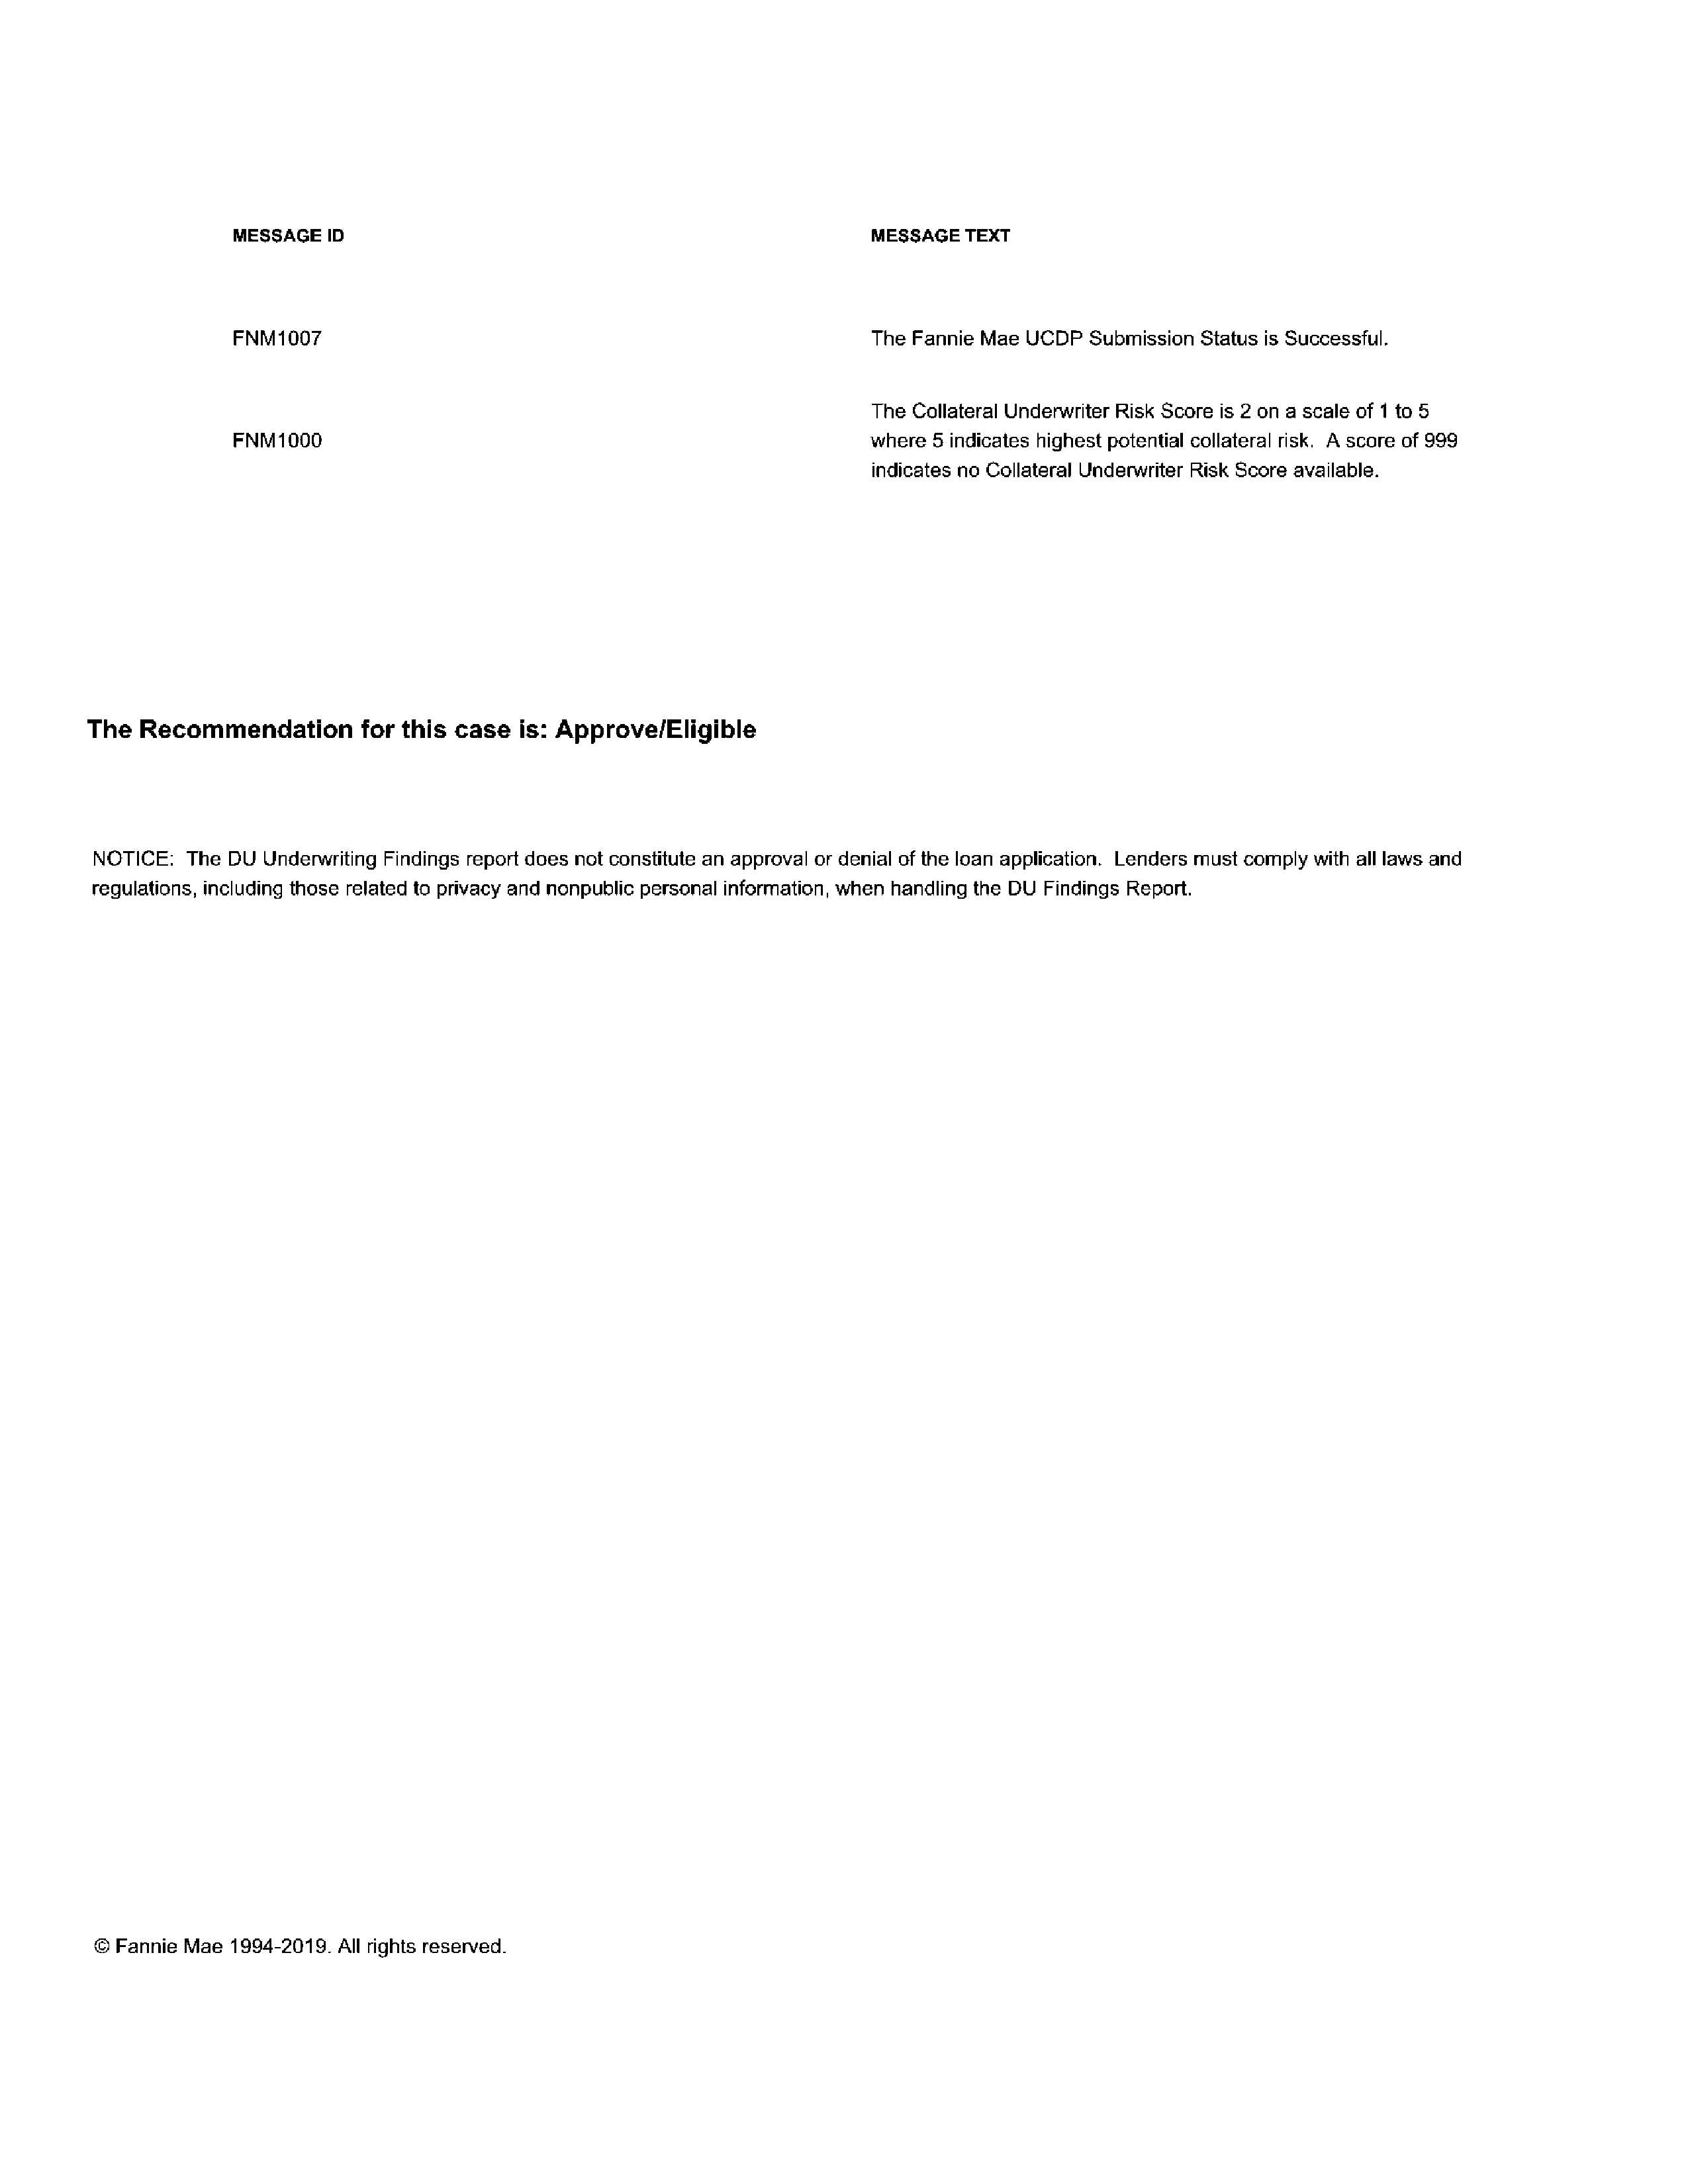 MESSAGE ID MESSAGE TEXT
FNM1007 The Fannie Mae UCDP Submission Status is Successful.
The Collateral Underwriter Risk Score is 2 on a scale of 1 to 5
FNM1000 where 5 indicates highest potential collateral risk.  A score of 999
indicates no Collateral Underwriter Risk Score available.
The Recommendation for this case is: Approve/Eligible
NOTICE:  The DU Underwriting Findings report does not constitute an approval or denial of the loan application.  Lenders must comply with all laws and
regulations, including those related to privacy and nonpublic personal information, when handling the DU Findings Report.
© Fannie Mae 1994-2019. All rights reserved.